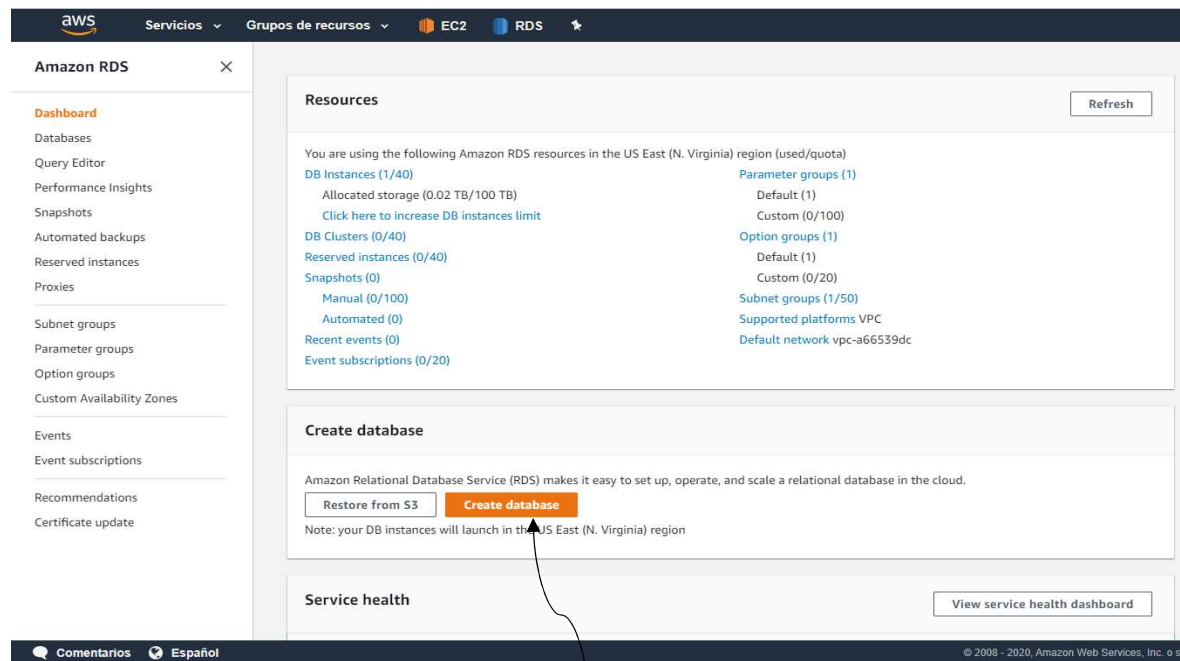 aws Servicios Grupos de recursos EC2 RDS
Amazon RDS
Dashboard
Databases
Query Editor
Performance Insights
Snapshots
Automated backups
Reserved instances
Proxies
Subnet groups
Parameter groups
Option groups
Custom Availability Zones
Events
Event subscriptions
Recommendations
Certificate update
Resources
Refresh
You are using the following Amazon RDS resources in the US East (N. Virginia) region (used/quota)
DB Instances (1/40)
Allocated storage (0.02 TB/100 TB)
Click here to increase DB instances limit
DB Clusters (0/40)
Reserved instances (0/40)
Snapshots (0)
Manual (0/100)
Automated (0)
Recent events (0)
Event subscriptions (0/20)
Parameter groups (1)
Default (1)
Custom (0/100)
Option groups (1)
Default (1)
Custom (0/20)
Subnet groups (1/50)
Supported platforms VPC
Default network vpc-a66539dc
Create database
Amazon Relational Database Service (RDS) makes it easy to set up, operate, and scale a relational database in the cloud.
Restore from S3 Create database
Note: your DB instances will launch in the US East (N. Virginia) region
Service health
View service health dashboard
Comentarios Español
© 2008 - 2020, Amazon Web Services, Inc. o s